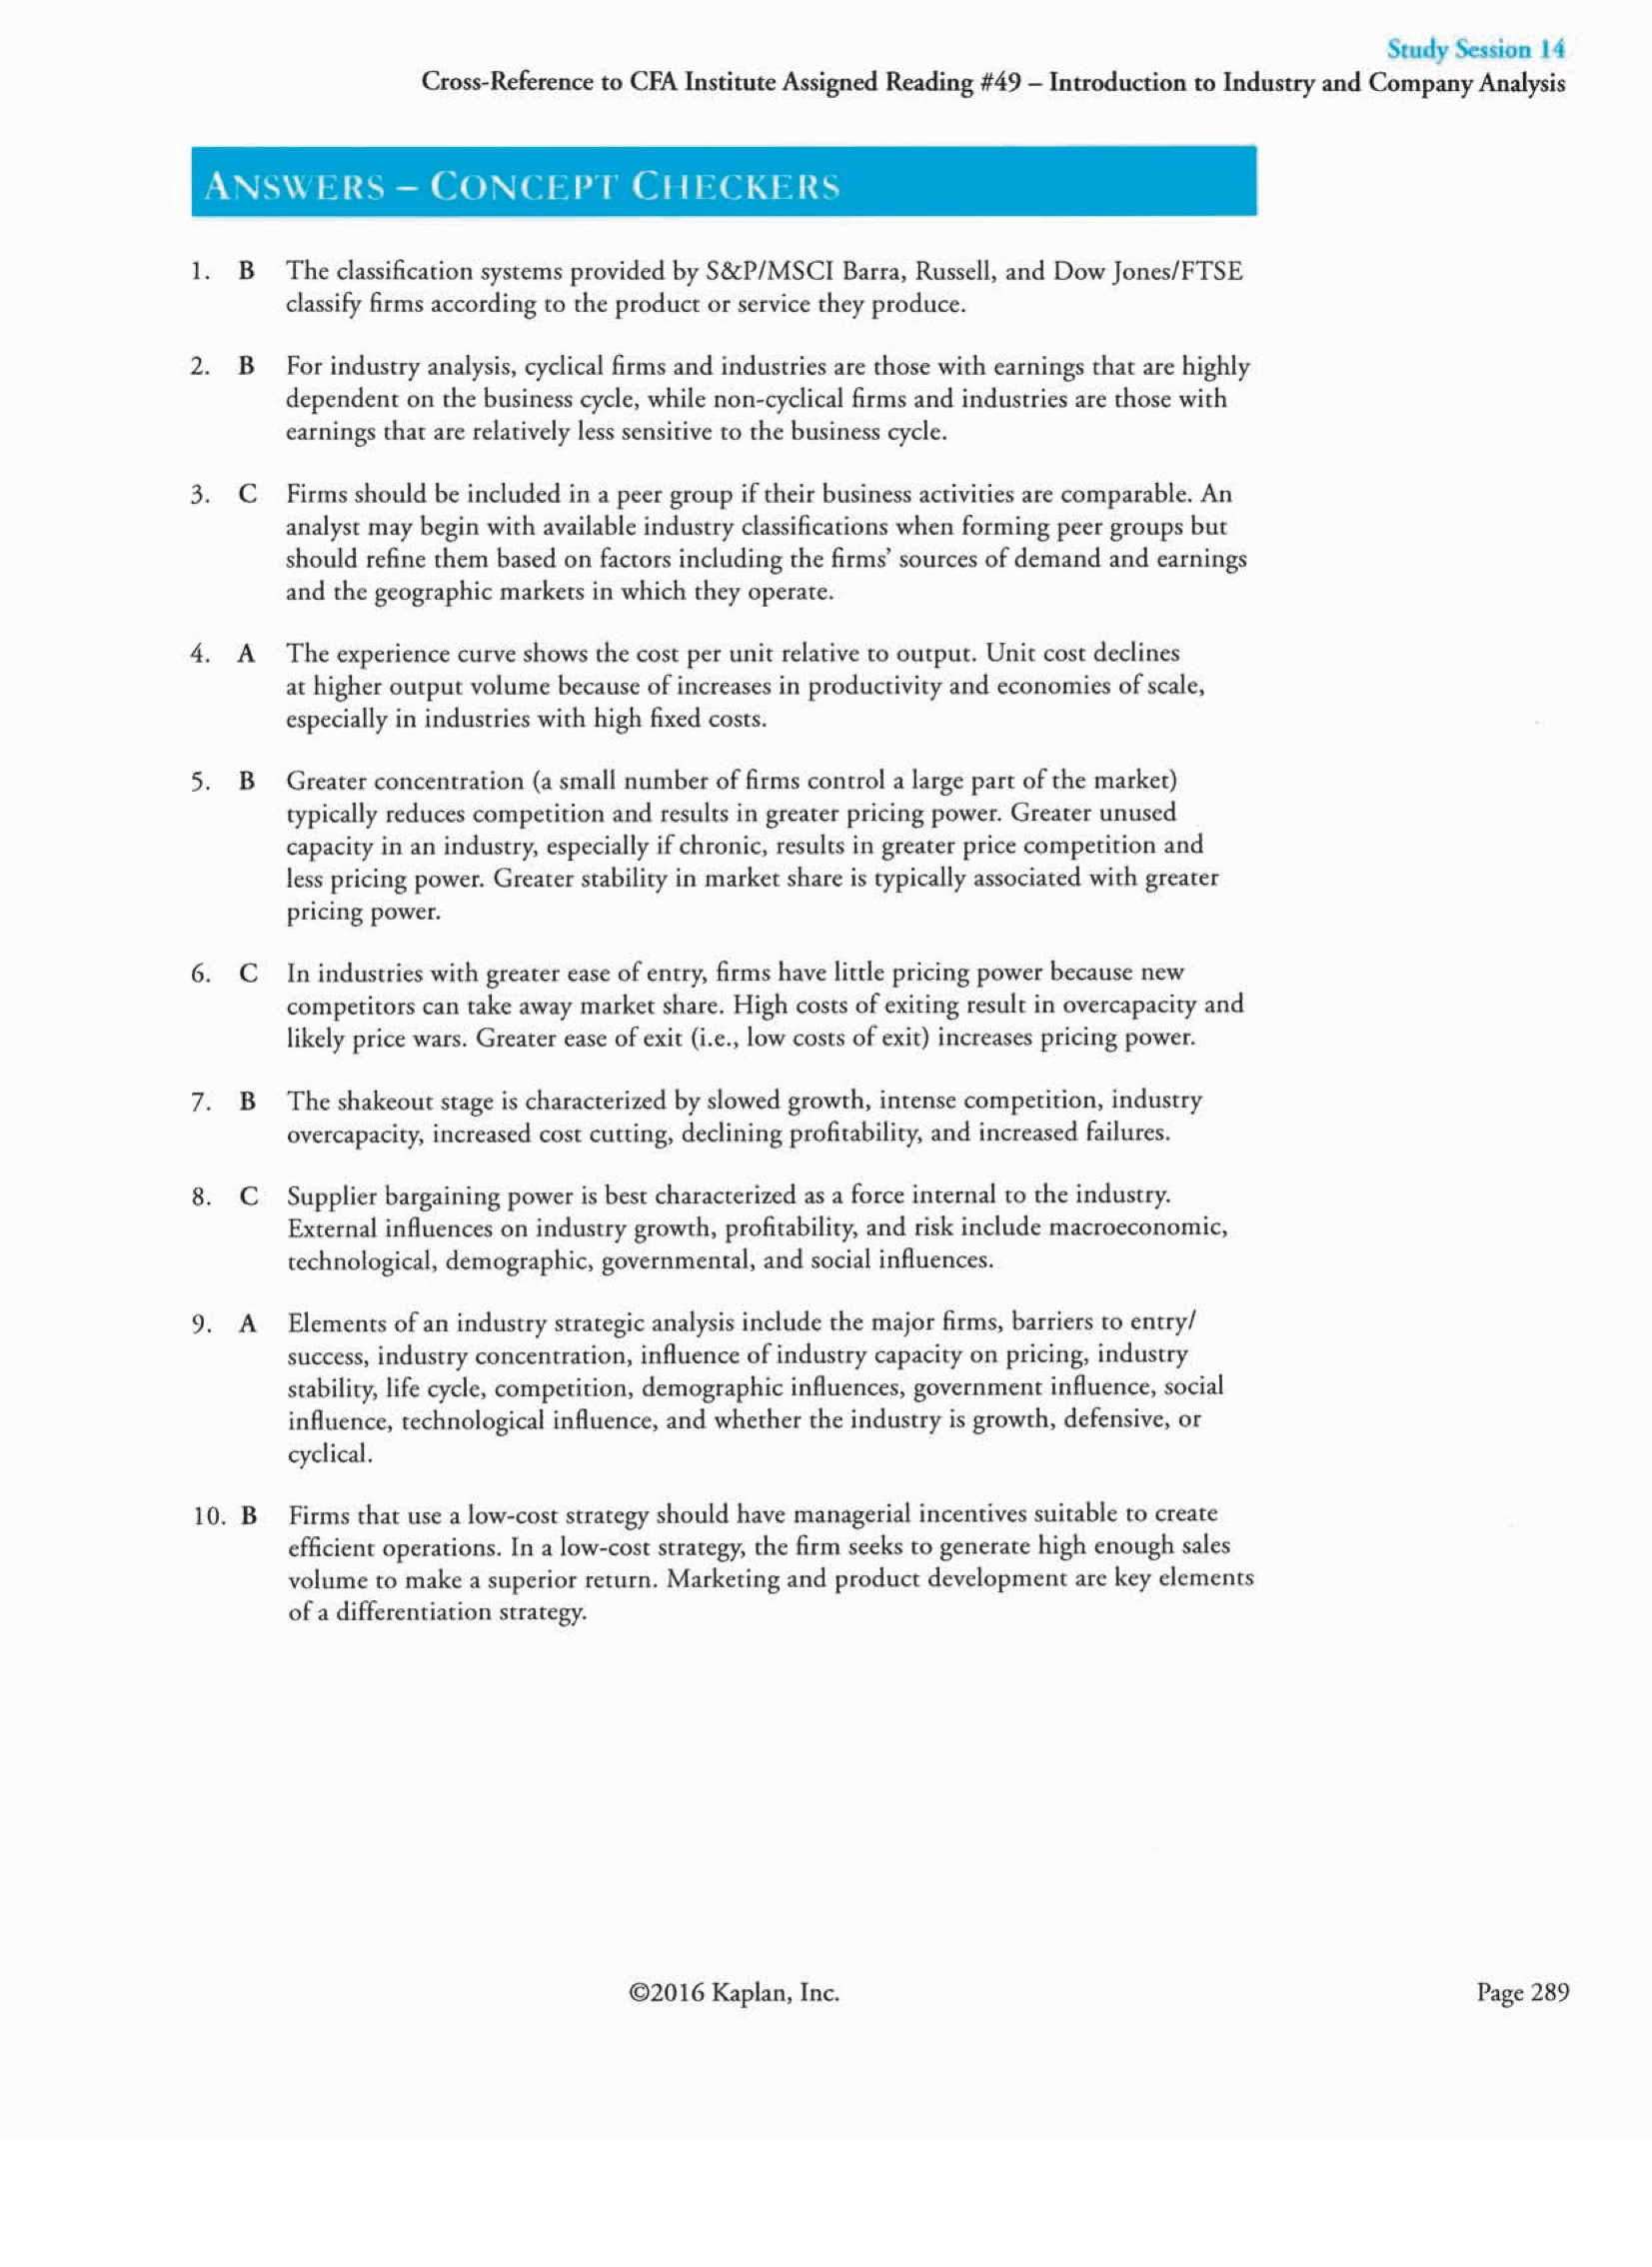 Study Session 14
Cross-Reference to CFA Institute Assigned Reading #49 – Introduction to Industry and Company Analysis
ANSWERS – CONCEPT CHECKERS
1. B The classification systems provided by S&P/MSCI Barra, Russell, and Dow Jones/FTSE
classify firms according to the product or service they produce.
2. B For industry analysis, cyclical firms and industries are those with earnings that are highly
dependent on the business cycle, while non-cyclical firms and industries are those with
earnings that are relatively less sensitive to the business cycle.
3. C Firms should be included in a peer group if their business activities are comparable. An
analyst may begin with available industry classifications when forming peer groups but
should refine them based on factors including the firms' sources of demand and earnings
and the geographic markets in which they operate.
4. A The experience curve shows the cost per unit relative to output. Unit cost declines
at higher output volume because of increases in productivity and economies of scale,
especially in industries with high fixed costs.
5. B Greater concentration (a small number of firms control a large part of the market)
typically reduces competition and results in greater pricing power. Greater unused
capacity in an industry, especially if chronic, results in greater price competition and
less pricing power. Greater stability in market share is typically associated with greater
pricing power.
6. C In industries with greater ease of entry, firms have little pricing power because new
competitors can take away market share. High costs of exiting result in overcapacity and
likely price wars. Greater ease of exit (i.e., low costs of exit) increases pricing power.
7. B The shakeout stage is characterized by slowed growth, intense competition, industry
overcapacity, increased cost cutting, declining profitability, and increased failures.
8. C Supplier bargaining power is best characterized as a force internal to the industry.
External influences on industry growth, profitability, and risk include macroeconomic,
technological, demographic, governmental, and social influences.
9. A Elements of an industry strategic analysis include the major firms, barriers to entry/
success, industry concentration, influence of industry capacity on pricing, industry
stability, life cycle, competition, demographic influences, government influence, social
influence, technological influence, and whether the industry is growth, defensive, or
cyclical.
10. B Firms that use a low-cost strategy should have managerial incentives suitable to create
efficient operations. In a low-cost strategy, the firm seeks to generate high enough sales
volume to make a superior return. Marketing and product development are key elements
of a differentiation strategy.
©2016 Kaplan, Inc.
Page 289